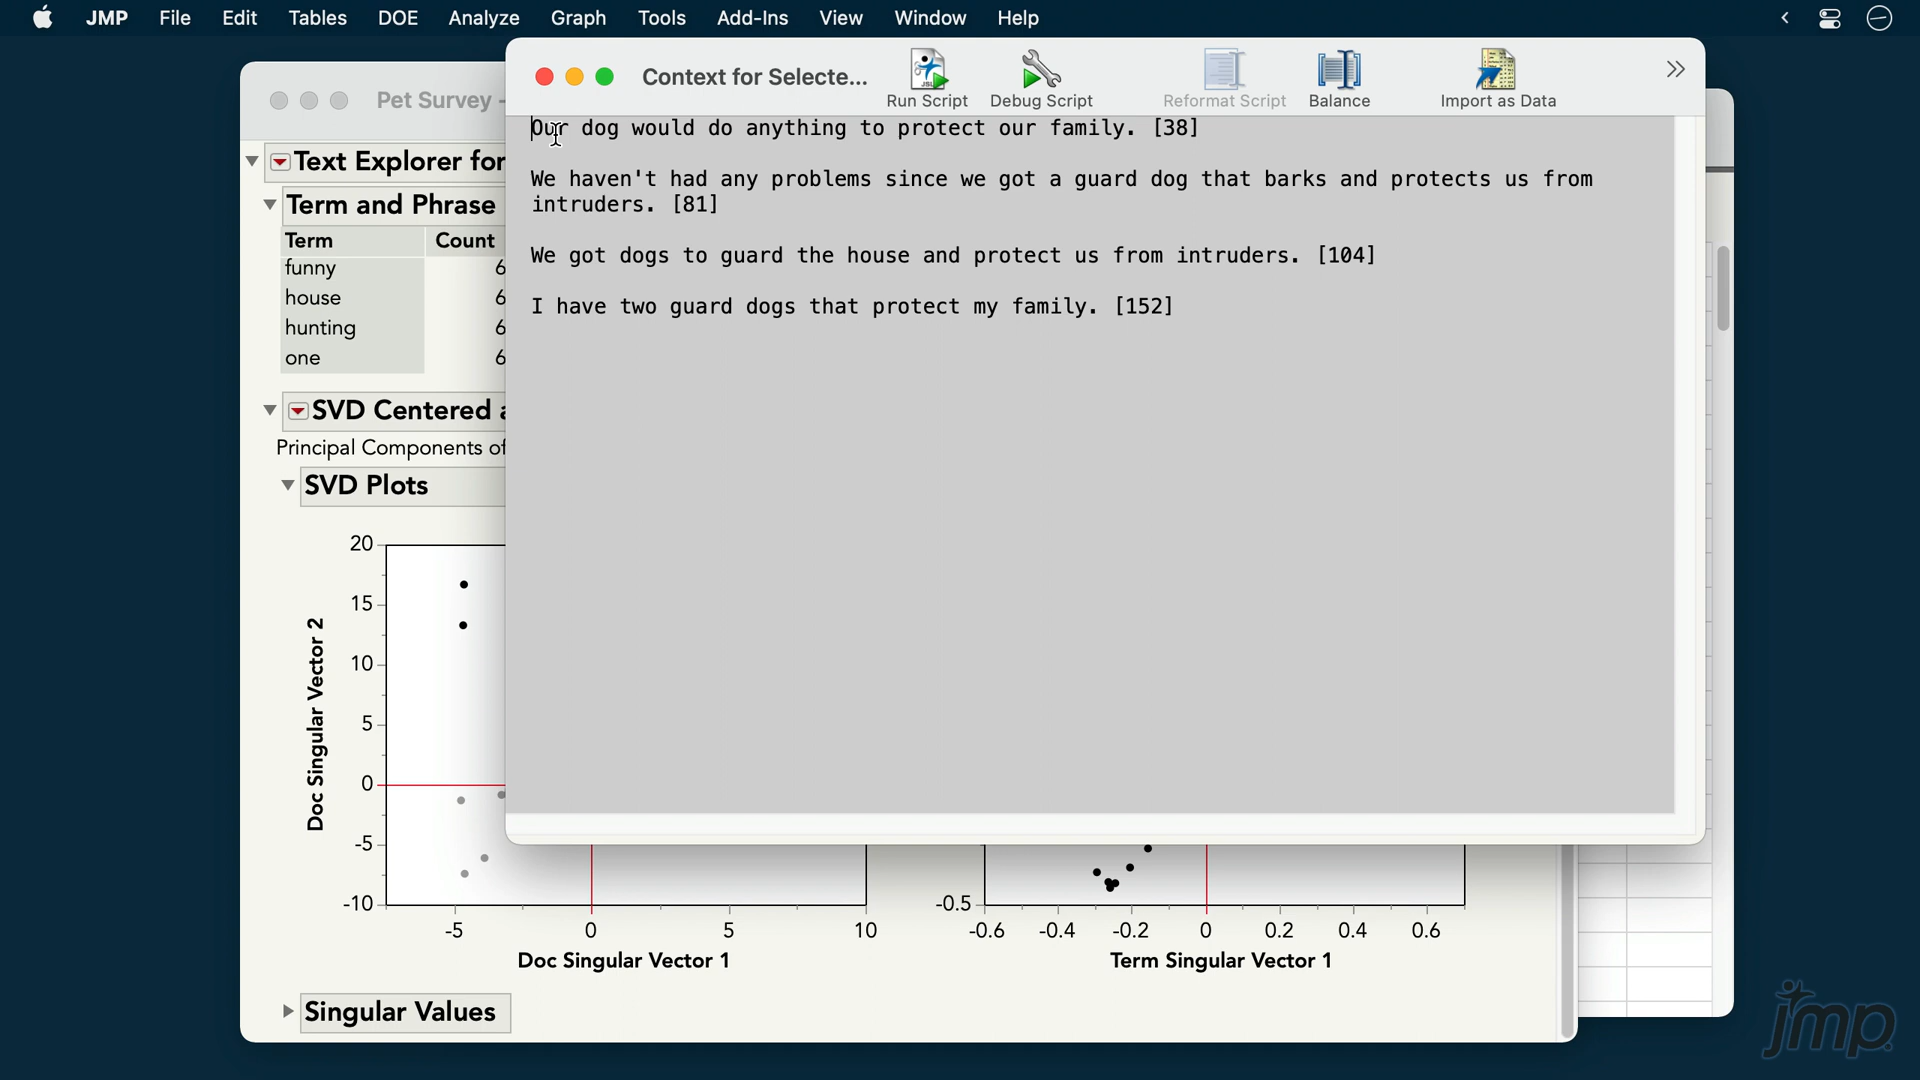 JMP File Edit Tables DOE Analyze Graph Tools Add-Ins View Window Help
Pet Survey -
Context for Selecte...
Run Script
Debug Script
Reformat Script
Balance
Import as Data
Our dog would do anything to protect our family. [38]
We haven't had any problems since we got a guard dog that barks and protects us from
intruders. [81]
We got dogs to guard the house and protect us from intruders. [104]
I have two guard dogs that protect my family. [152]
Text Explorer for
Term and Phrase
Term Count
funny 6
house 6
hunting 6
one 6
SVD Centered a
Principal Components of
SVD Plots
Doc Singular Vector 2
20
15
10
5
0
-5
-10
-5 0 5 10
Doc Singular Vector 1
-0.5
-0.6 -0.4 -0.2 0 0.2 0.4 0.6
Term Singular Vector 1
Singular Values
jmp